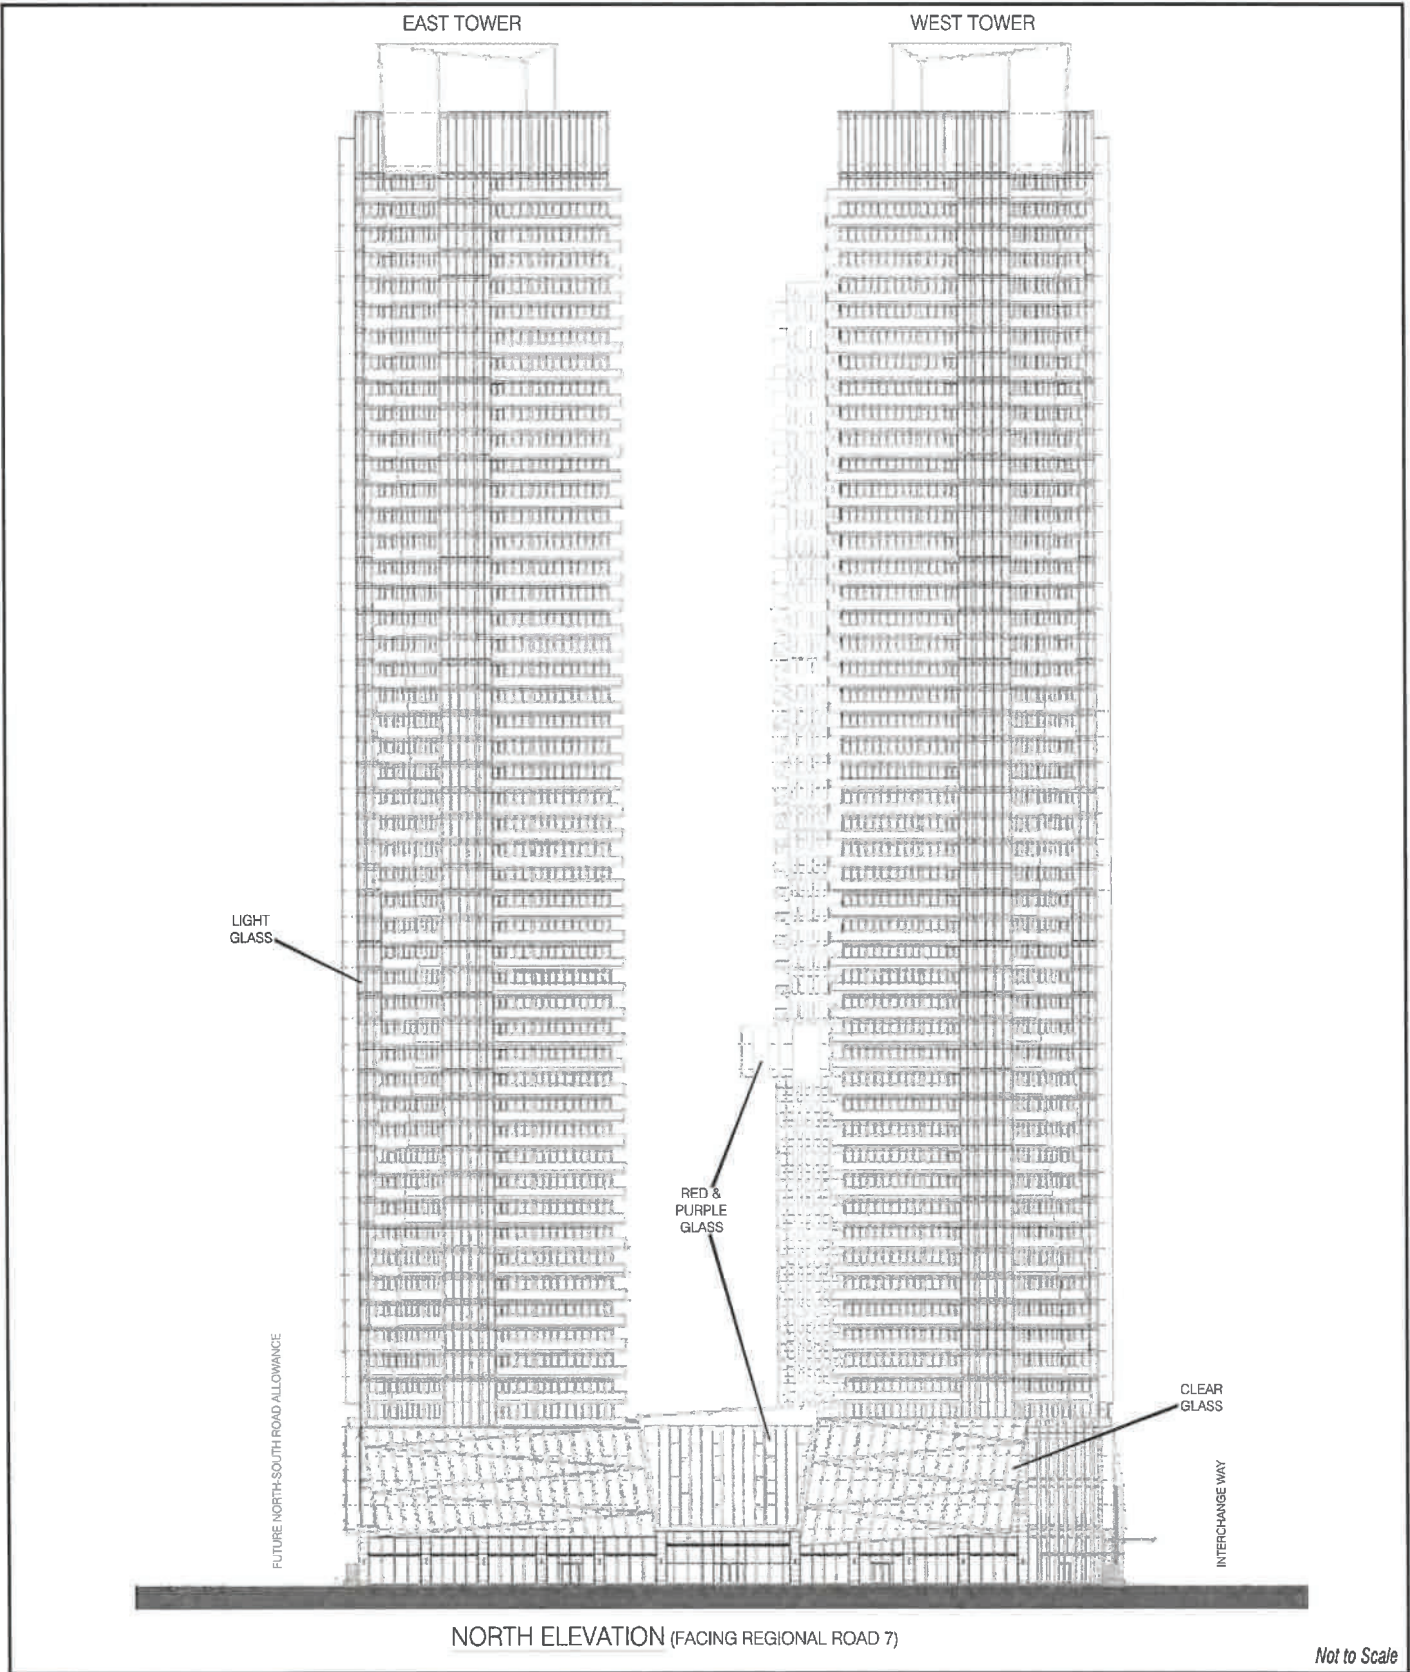 EAST TOWER
WEST TOWER
LIGHT
GLASS
RED &
PURPLE
GLASS
CLEAR
GLASS
FUTURE NORTH-SOUTH ROAD ALLOWANCE
INTERCHANGE WAY
NORTH ELEVATION (FACING REGIONAL ROAD 7)
Not to Scale